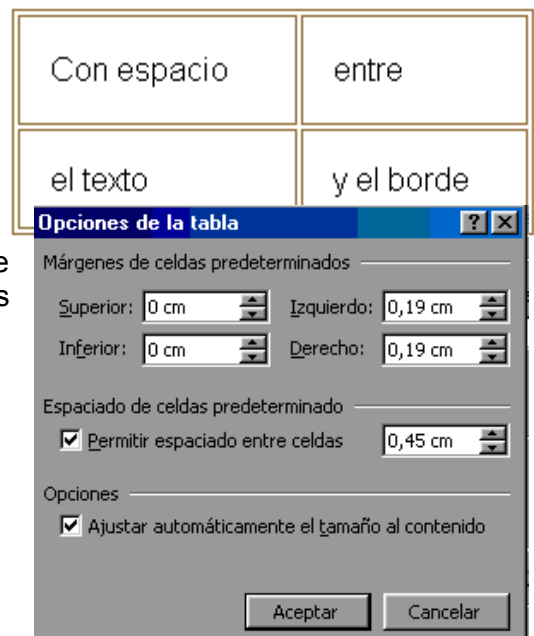 Con espacio entre
el texto y el borde
Opciones de la tabla
e
Márgenes de celdas predeterminados
s
Superior: 0 cm Izquierdo: 0,19 cm
Inferior: 0 cm Derecho: 0,19 cm
Espaciado de celdas predeterminado
Permitir espaciado entre celdas 0,45 cm
Opciones
Ajustar automáticamente el tamaño al contenido
Aceptar Cancelar